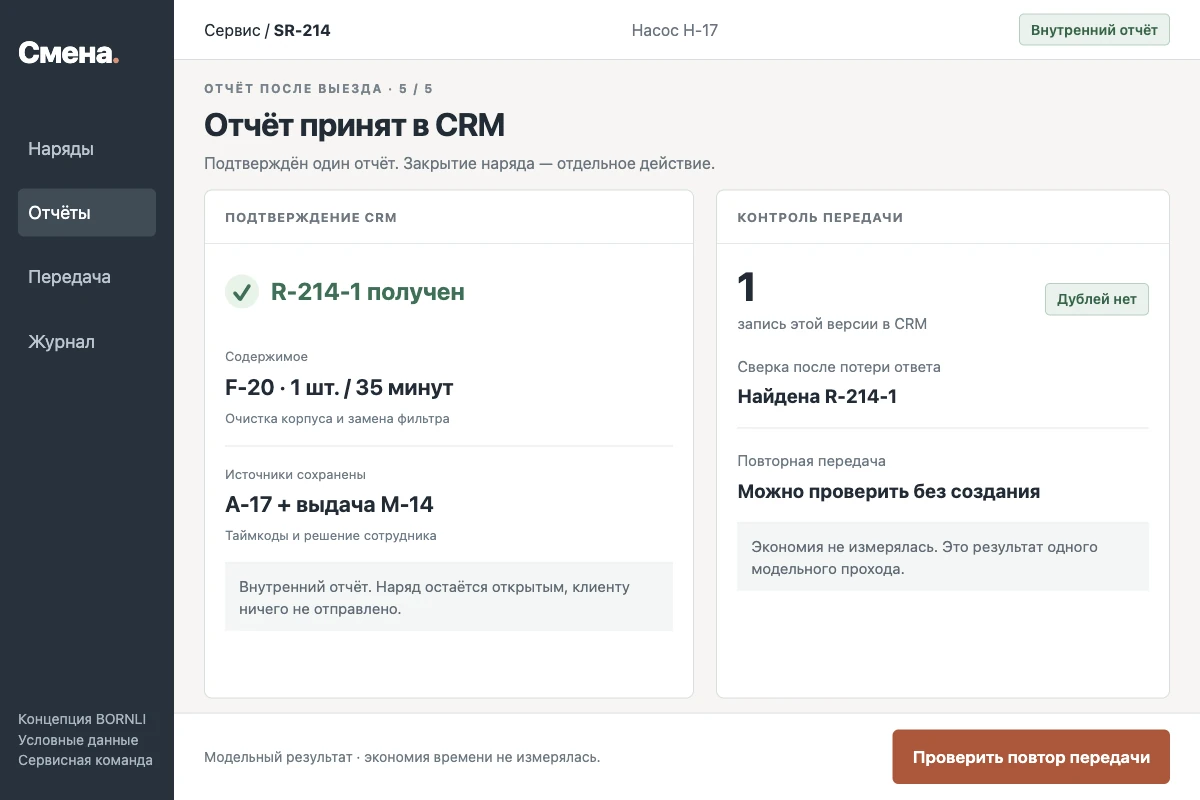 Смена.
Наряды
Отчёты
Передача
Журнал
Концепция BORNLI
Условные данные
Сервисная команда
Сервис / SR-214
Насос Н-17
Внутренний отчёт
ОТЧЁТ ПОСЛЕ ВЫЕЗДА · 5 / 5
Отчёт принят в CRM
Подтверждён один отчёт. Закрытие наряда — отдельное действие.
ПОДТВЕРЖДЕНИЕ CRM
R-214-1 получен
Содержимое
F-20 · 1 шт. / 35 минут
Очистка корпуса и замена фильтра
Источники сохранены
А-17 + выдача М-14
Таймкоды и решение сотрудника
Внутренний отчёт. Наряд остаётся открытым, клиенту
ничего не отправлено.
КОНТРОЛЬ ПЕРЕДАЧИ
1
Дублей нет
запись этой версии в CRM
Сверка после потери ответа
Найдена R-214-1
Повторная передача
Можно проверить без создания
Экономия не измерялась. Это результат одного
модельного прохода.
Модельный результат · экономия времени не измерялась.
Проверить повтор передачи